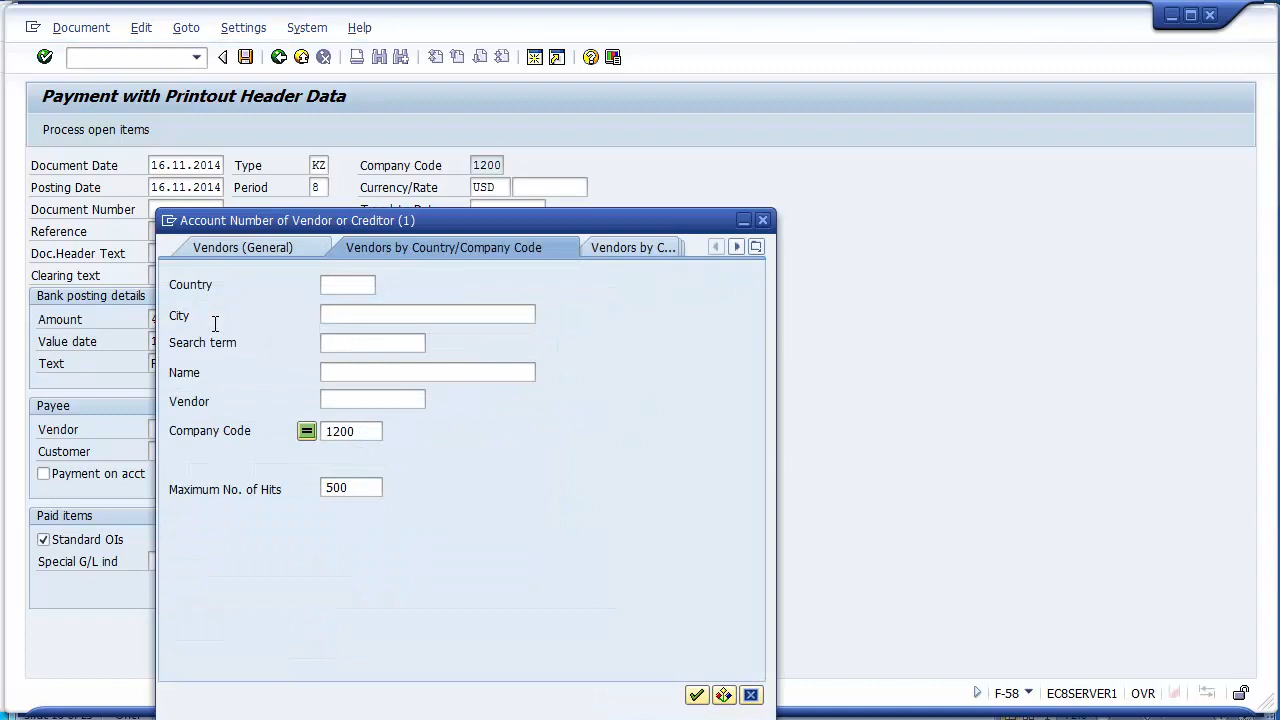 Document Edit Goto Settings System Help
Payment with Printout Header Data
Process open items
Document Date 16.11.2014 Type KZ Company Code 1200
Posting Date 16.11.2014 Period 8 Currency/Rate USD
Document Number
Reference
Doc.Header Text
Clearing text
Bank posting details
Amount
Value date
Text
Payee
Vendor
Customer
Payment on acct
Paid items
Standard OIs
Special G/L ind
Account Number of Vendor or Creditor (1)
Vendors (General) Vendors by Country/Company Code Vendors by C...
Country
City
Search term
Name
Vendor
Company Code = 1200
Maximum No. of Hits 500
F-58 EC8SERVER1 OVR